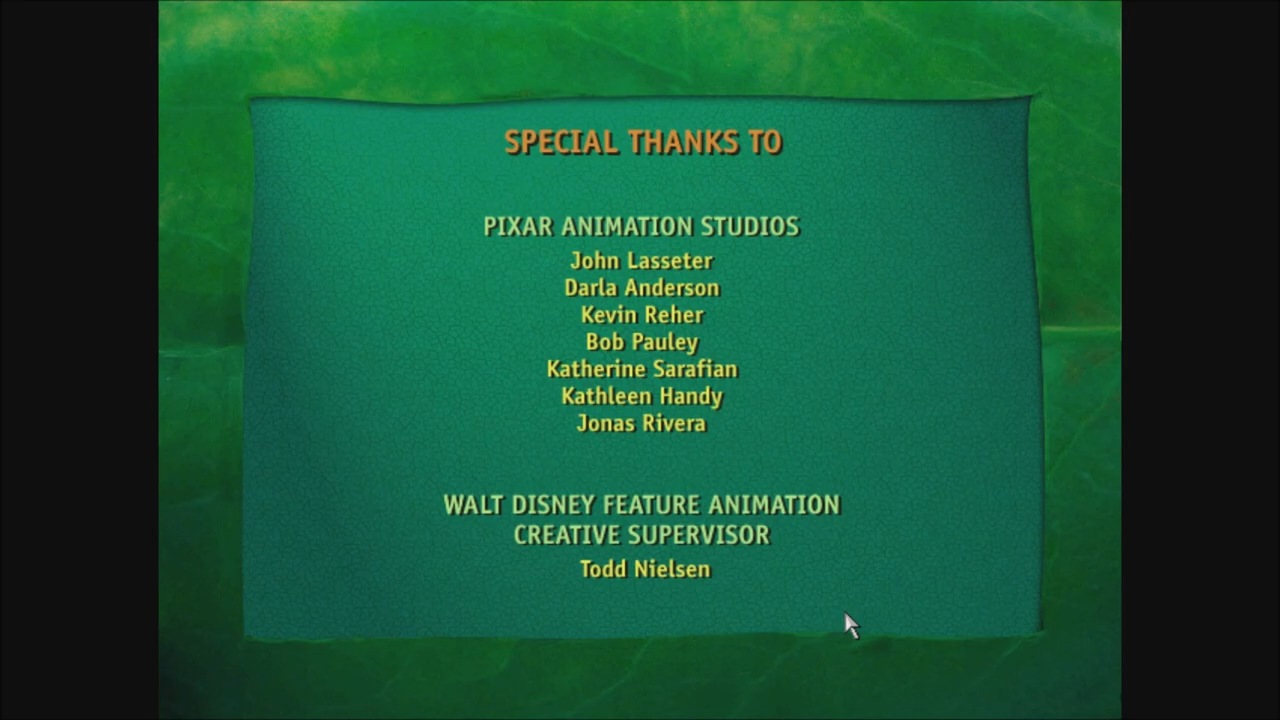 SPECIAL THANKS TO
PIXAR ANIMATION STUDIOS
John Lasseter
Darla Anderson
Kevin Reher
Bob Pauley
Katherine Sarafian
Kathleen Handy
Jonas Rivera
WALT DISNEY FEATURE ANIMATION
CREATIVE SUPERVISOR
Todd Nielsen